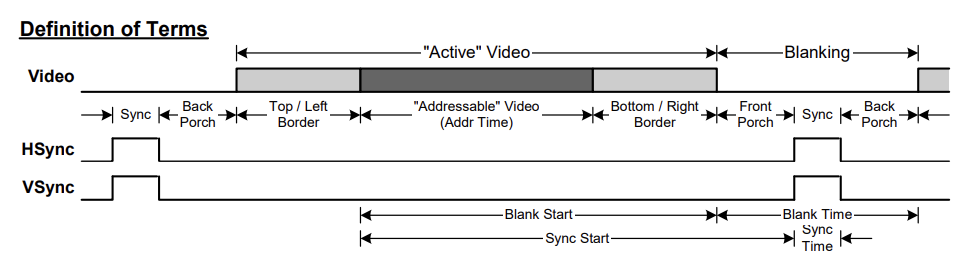 Definition of Terms
"Active" Video
Blanking
Video
Sync
Back
Porch
Top / Left
Border
"Addressable" Video
(Addr Time)
Bottom / Right
Border
Front
Porch
Sync
Back
Porch
HSync
VSync
Blank Start
Blank Time
Sync Start
Sync
Time